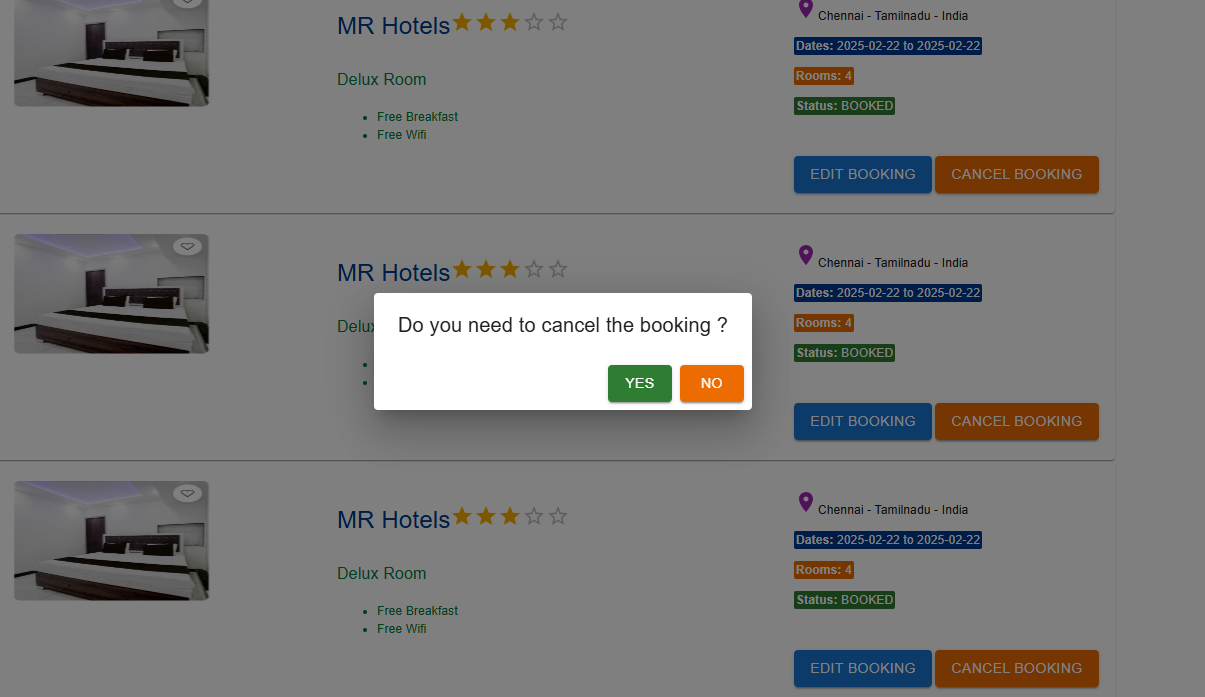 MR Hotels
Chennai - Tamilnadu - India
Dates: 2025-02-22 to 2025-02-22
Delux Room
Rooms: 4
Status: BOOKED
Free Breakfast
Free Wifi
EDIT BOOKING
CANCEL BOOKING
MR Hotels
Chennai - Tamilnadu - India
Dates: 2025-02-22 to 2025-02-22
Rooms: 4
Status: BOOKED
EDIT BOOKING
CANCEL BOOKING
Do you need to cancel the booking ?
YES
NO
MR Hotels
Chennai - Tamilnadu - India
Dates: 2025-02-22 to 2025-02-22
Delux Room
Rooms: 4
Status: BOOKED
Free Breakfast
Free Wifi
EDIT BOOKING
CANCEL BOOKING